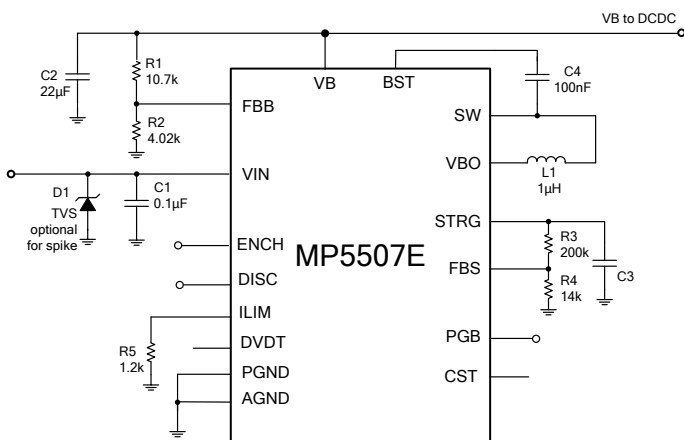 VB to DCDC
C2
22µF
R1
10.7k
R2
4.02k
VB
BST
C4
100nF
FBB
SW
VBO
L1
1µH
VIN
D1
TVS
optional
for spike
C1
0.1µF
STRG
R3
200k
C3
ENCH
MP5507E
FBS
R4
14k
DISC
ILIM
R5
1.2k
DVDT
PGB
PGND
CST
AGND